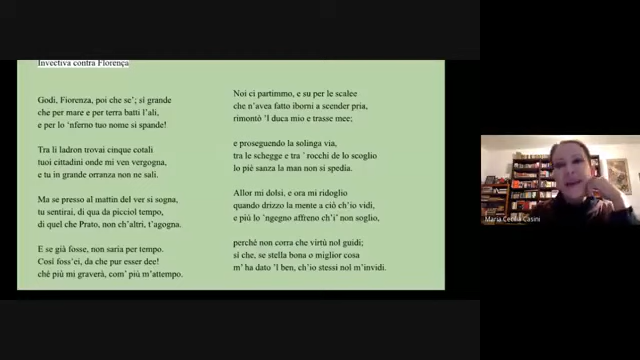 Invectiva contra Florença
Godi, Fiorenza, poi che se'; sì grande
che per mare e per terra batti l'ali,
e per lo 'nferno tuo nome si spande!
Tra li ladron trovai cinque cotali
tuoi cittadini onde mi ven vergogna,
e tu in grande orranza non ne sali.
Ma se presso al mattin del ver si sogna,
tu sentirai, di qua da picciol tempo,
di quel che Prato, non ch'altri, t'agogna.
E se già fosse, non saria per tempo.
Così foss'ei, da che pur esser dee!
ché più mi graverà, com' più m'attempo.
Noi ci partimmo, e su per le scalee
che n'avea fatto iborni a scender pria,
rimontò 'l duca mio e trasse mee;
e proseguendo la solinga via,
tra le schegge e tra ' rocchi de lo scoglio
lo piè sanza la man non si spedia.
Allor mi dolsi, e ora mi ridoglio
quando drizzo la mente a ciò ch'io vidi,
e più lo 'ngegno affreno ch'i' non soglio,
perché non corra che virtù nol guidi;
sì che, se stella bona o miglior cosa
m' ha dato 'l ben, ch'io stessi nol m'invidi.
Maria Cecilia Casini